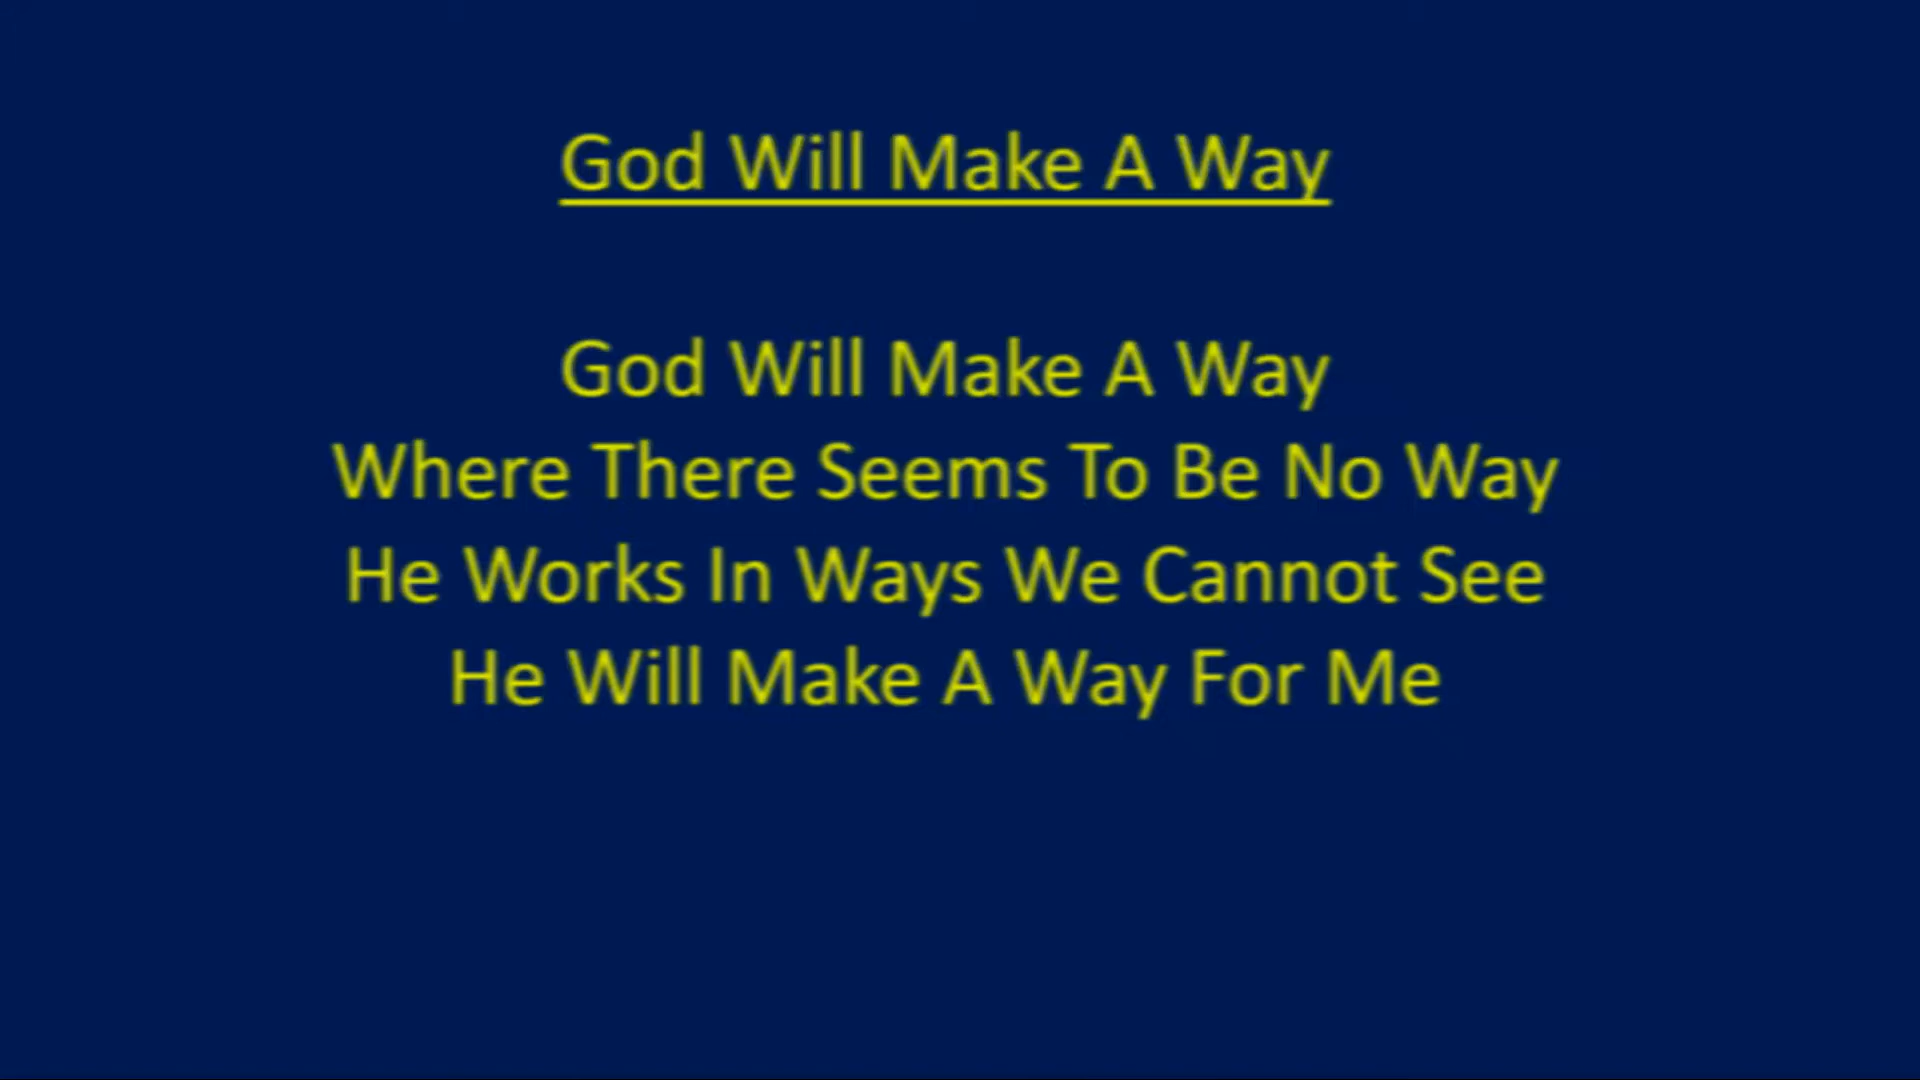 God Will Make A Way
God Will Make A Way
Where There Seems To Be No Way
He Works In Ways We Cannot See
He Will Make A Way For Me